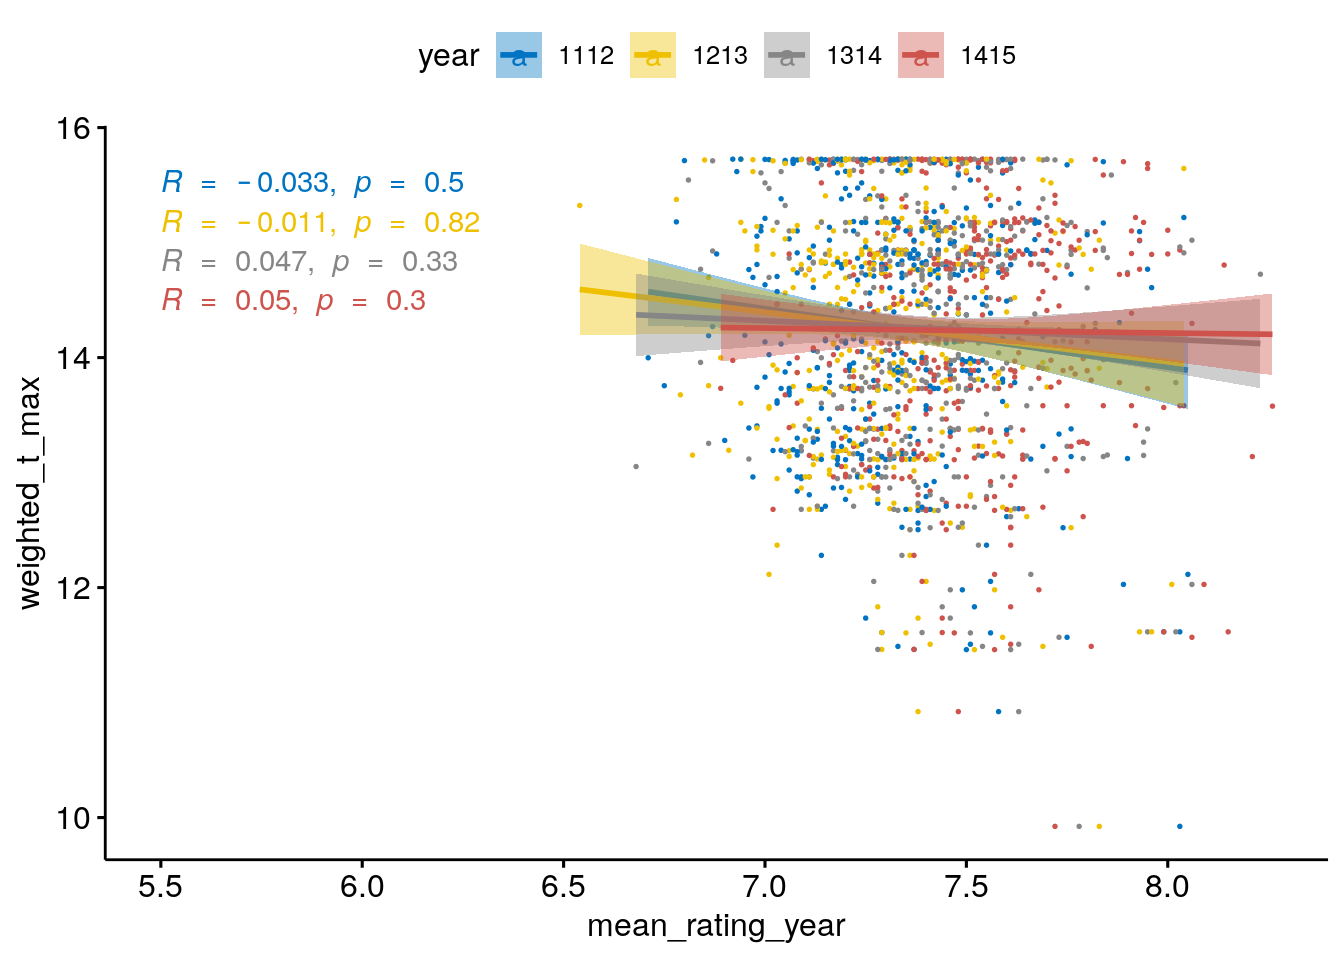 year a 1112 a 1213 a 1314 a 1415
16
R = −0.033, p = 0.5
R = −0.011, p = 0.82
R = 0.047, p = 0.33
R = 0.05, p = 0.3
14
12
10
weighted_t_max
5.5 6.0 6.5 7.0 7.5 8.0
mean_rating_year